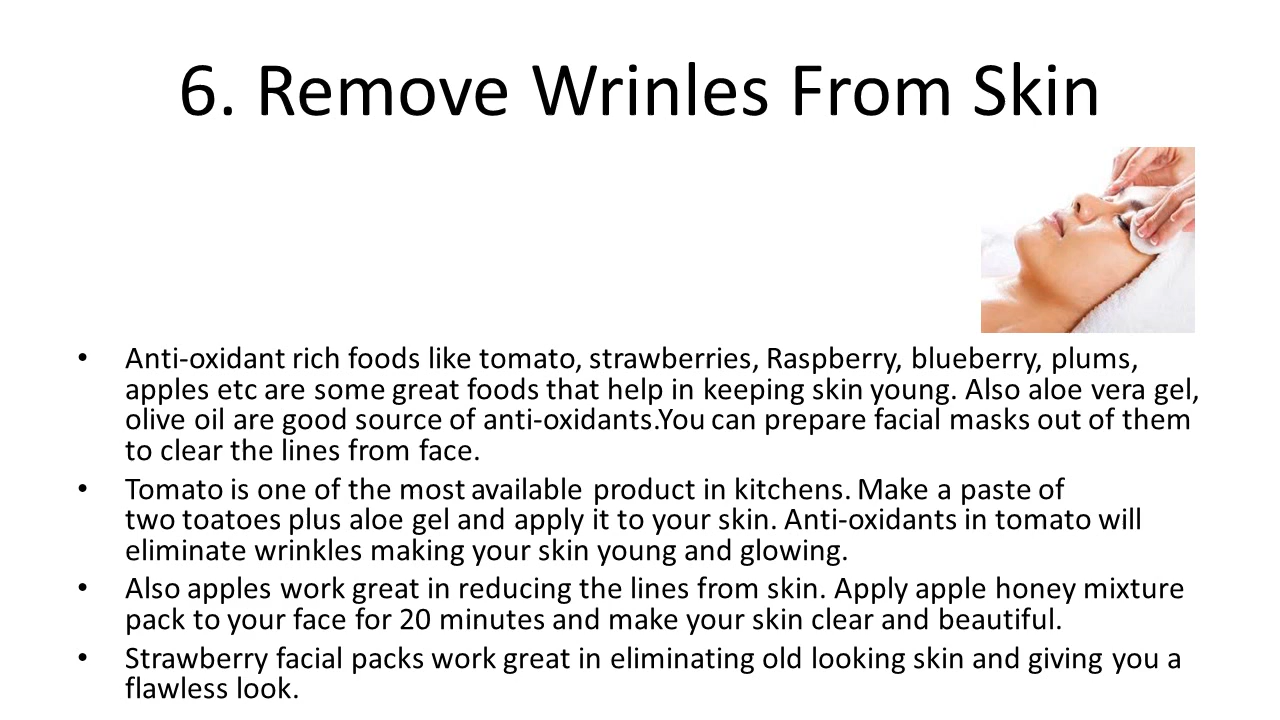 6. Remove Wrinles From Skin
• Anti-oxidant rich foods like tomato, strawberries, Raspberry, blueberry, plums,
apples etc are some great foods that help in keeping skin young. Also aloe vera gel,
olive oil are good source of anti-oxidants.You can prepare facial masks out of them
to clear the lines from face.
• Tomato is one of the most available product in kitchens. Make a paste of
two toatoes plus aloe gel and apply it to your skin. Anti-oxidants in tomato will
eliminate wrinkles making your skin young and glowing.
• Also apples work great in reducing the lines from skin. Apply apple honey mixture
pack to your face for 20 minutes and make your skin clear and beautiful.
• Strawberry facial packs work great in eliminating old looking skin and giving you a
flawless look.